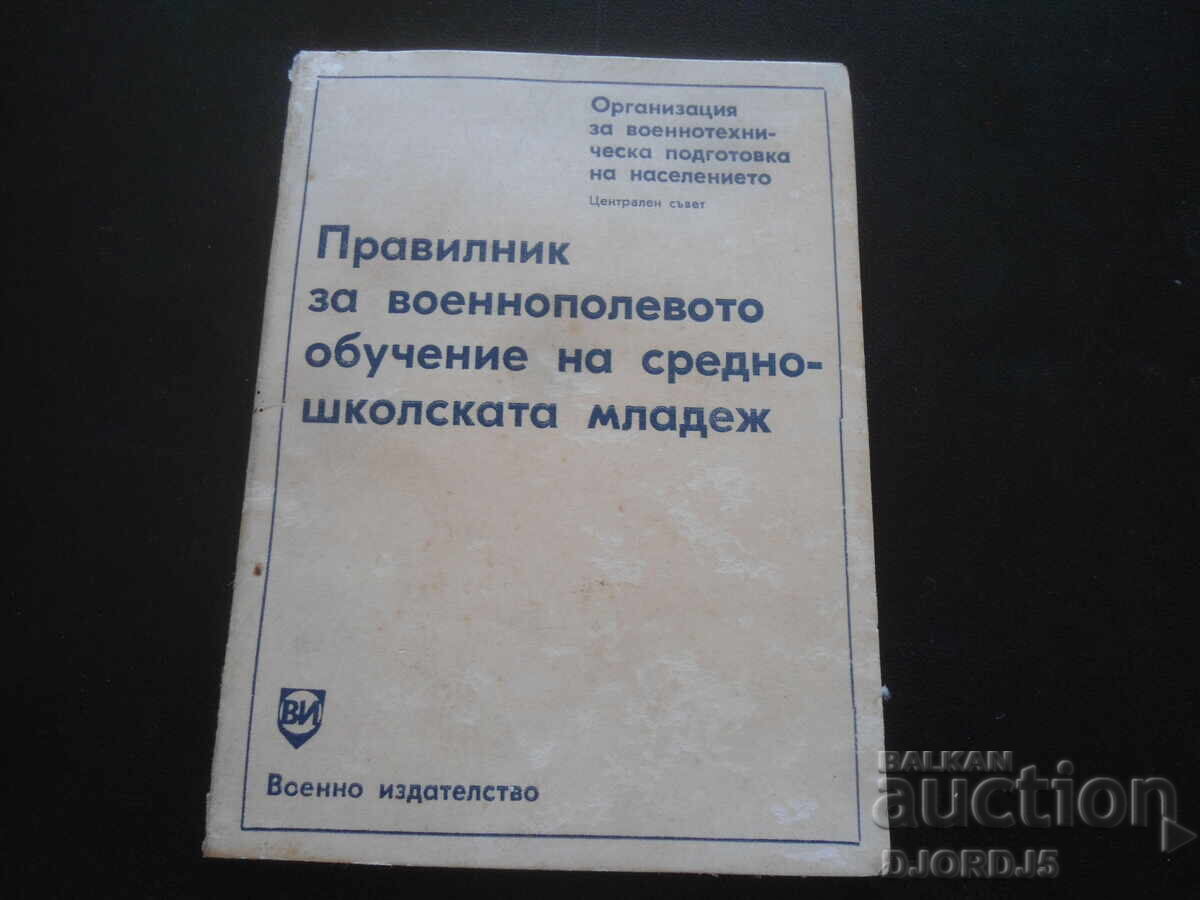 Организация
за военнотехни-
ческа подготовка
на населението
Централен съвет
Правилник
за военнополевото
обучение на средно-
школската младеж
ВИ
Военно издателство
BALKAN
auction
DJORDJ5